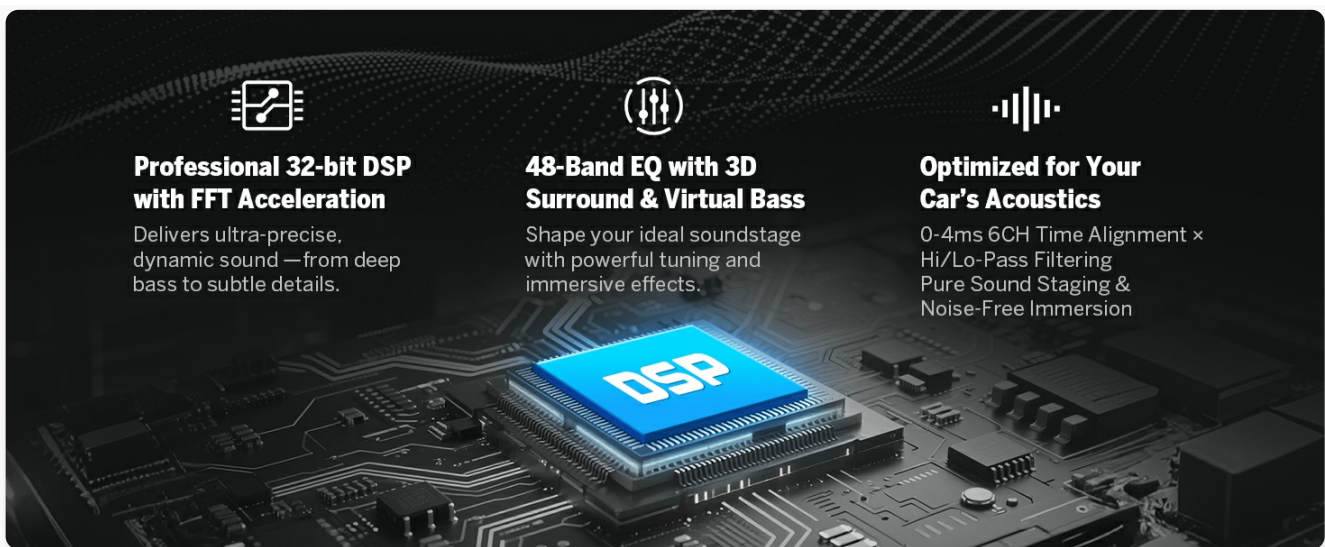 Professional 32-bit DSP
with FFT Acceleration
Delivers ultra-precise,
dynamic sound —from deep
bass to subtle details.
48-Band EQ with 3D
Surround & Virtual Bass
Shape your ideal soundstage
with powerful tuning and
immersive effects.
Optimized for Your
Car's Acoustics
0-4ms 6CH Time Alignment ×
Hi/Lo-Pass Filtering
Pure Sound Staging &
Noise-Free Immersion
DSP